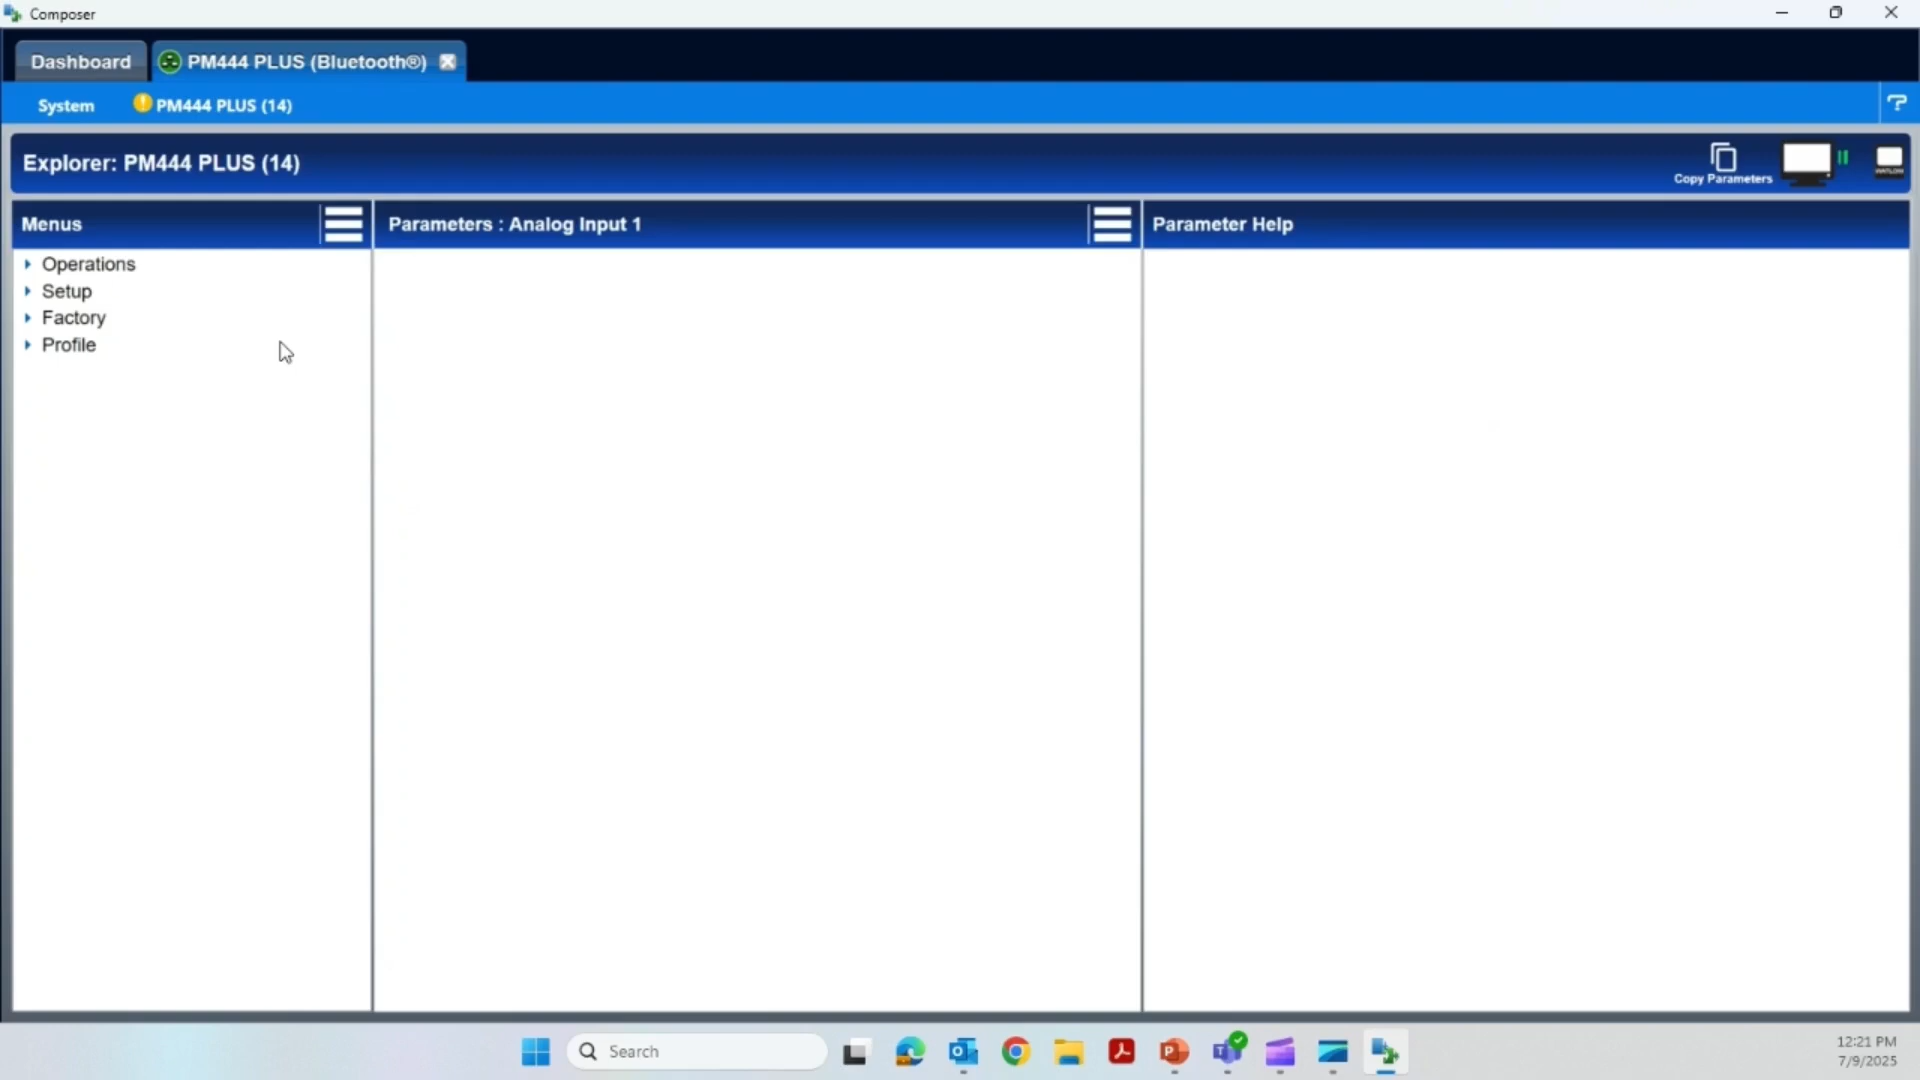 Composer
Dashboard
PM444 PLUS (Bluetooth®)
System
PM444 PLUS (14)
Explorer: PM444 PLUS (14)
Copy Parameters
WATLOW
Menus
Parameters : Analog Input 1
Parameter Help
Operations
Setup
Factory
Profile
Search
12:21 PM
7/9/2025